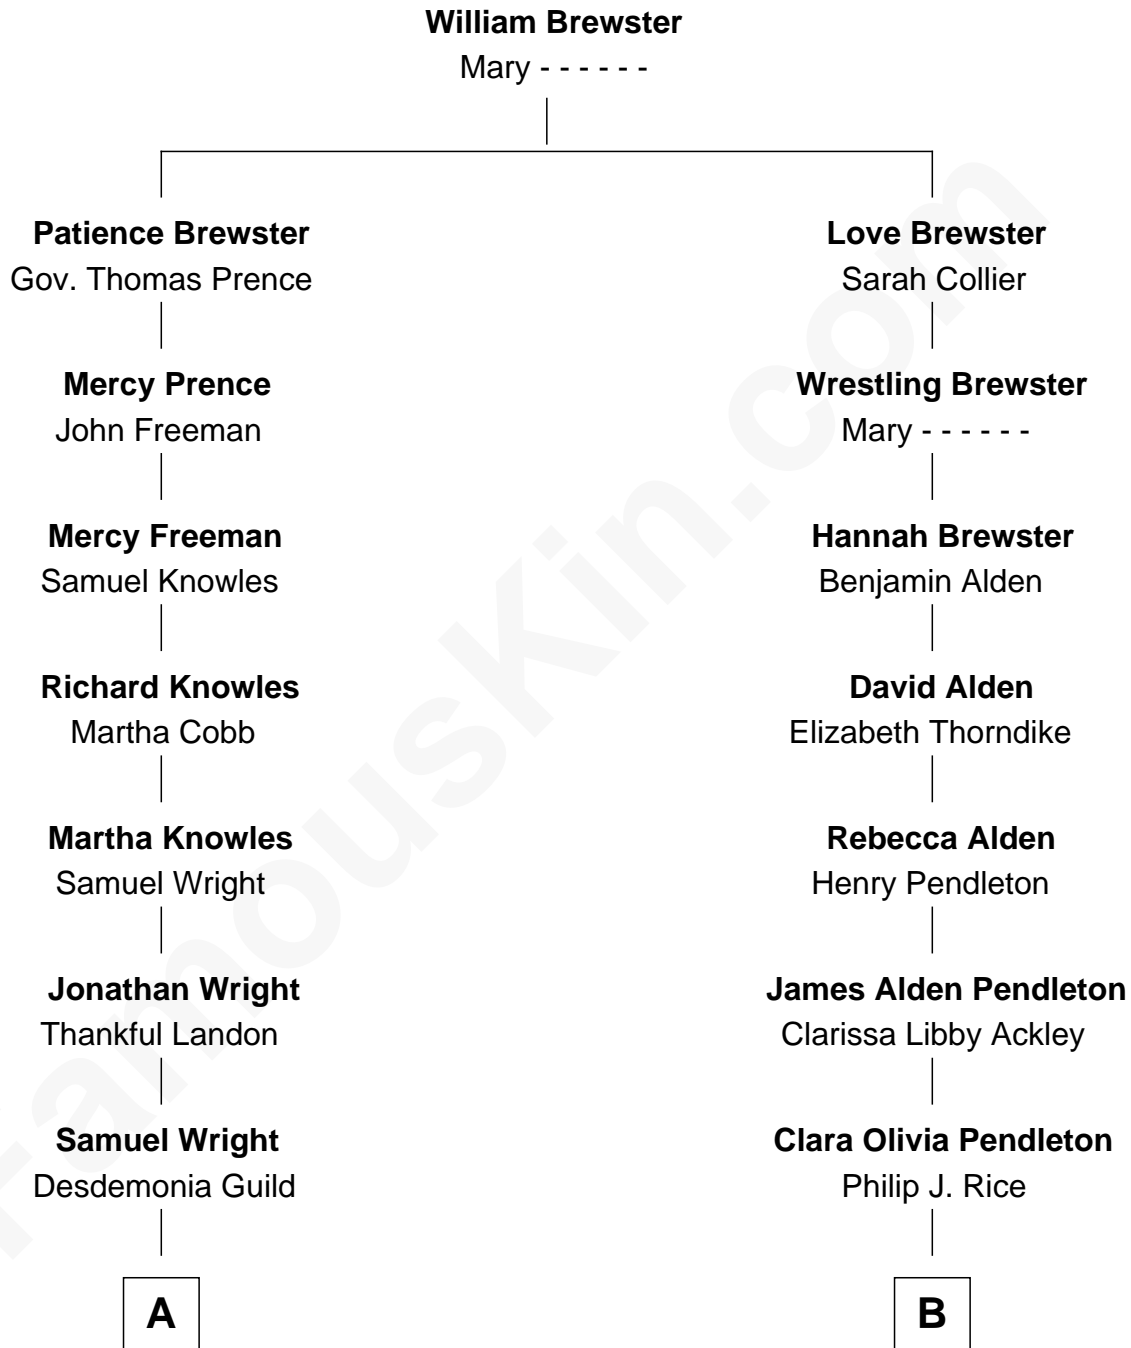 William Brewster
Mary - - - - - -
Patience Brewster
Gov. Thomas Prence
Love Brewster
Sarah Collier
Mercy Prence
John Freeman
Wrestling Brewster
Mary - - - - - -
Mercy Freeman
Samuel Knowles
Hannah Brewster
Benjamin Alden
Richard Knowles
Martha Cobb
David Alden
Elizabeth Thorndike
Martha Knowles
Samuel Wright
Rebecca Alden
Henry Pendleton
Jonathan Wright
Thankful Landon
James Alden Pendleton
Clarissa Libby Ackley
Samuel Wright
Desdemonia Guild
Clara Olivia Pendleton
Philip J. Rice
A
B
FamousKin.com